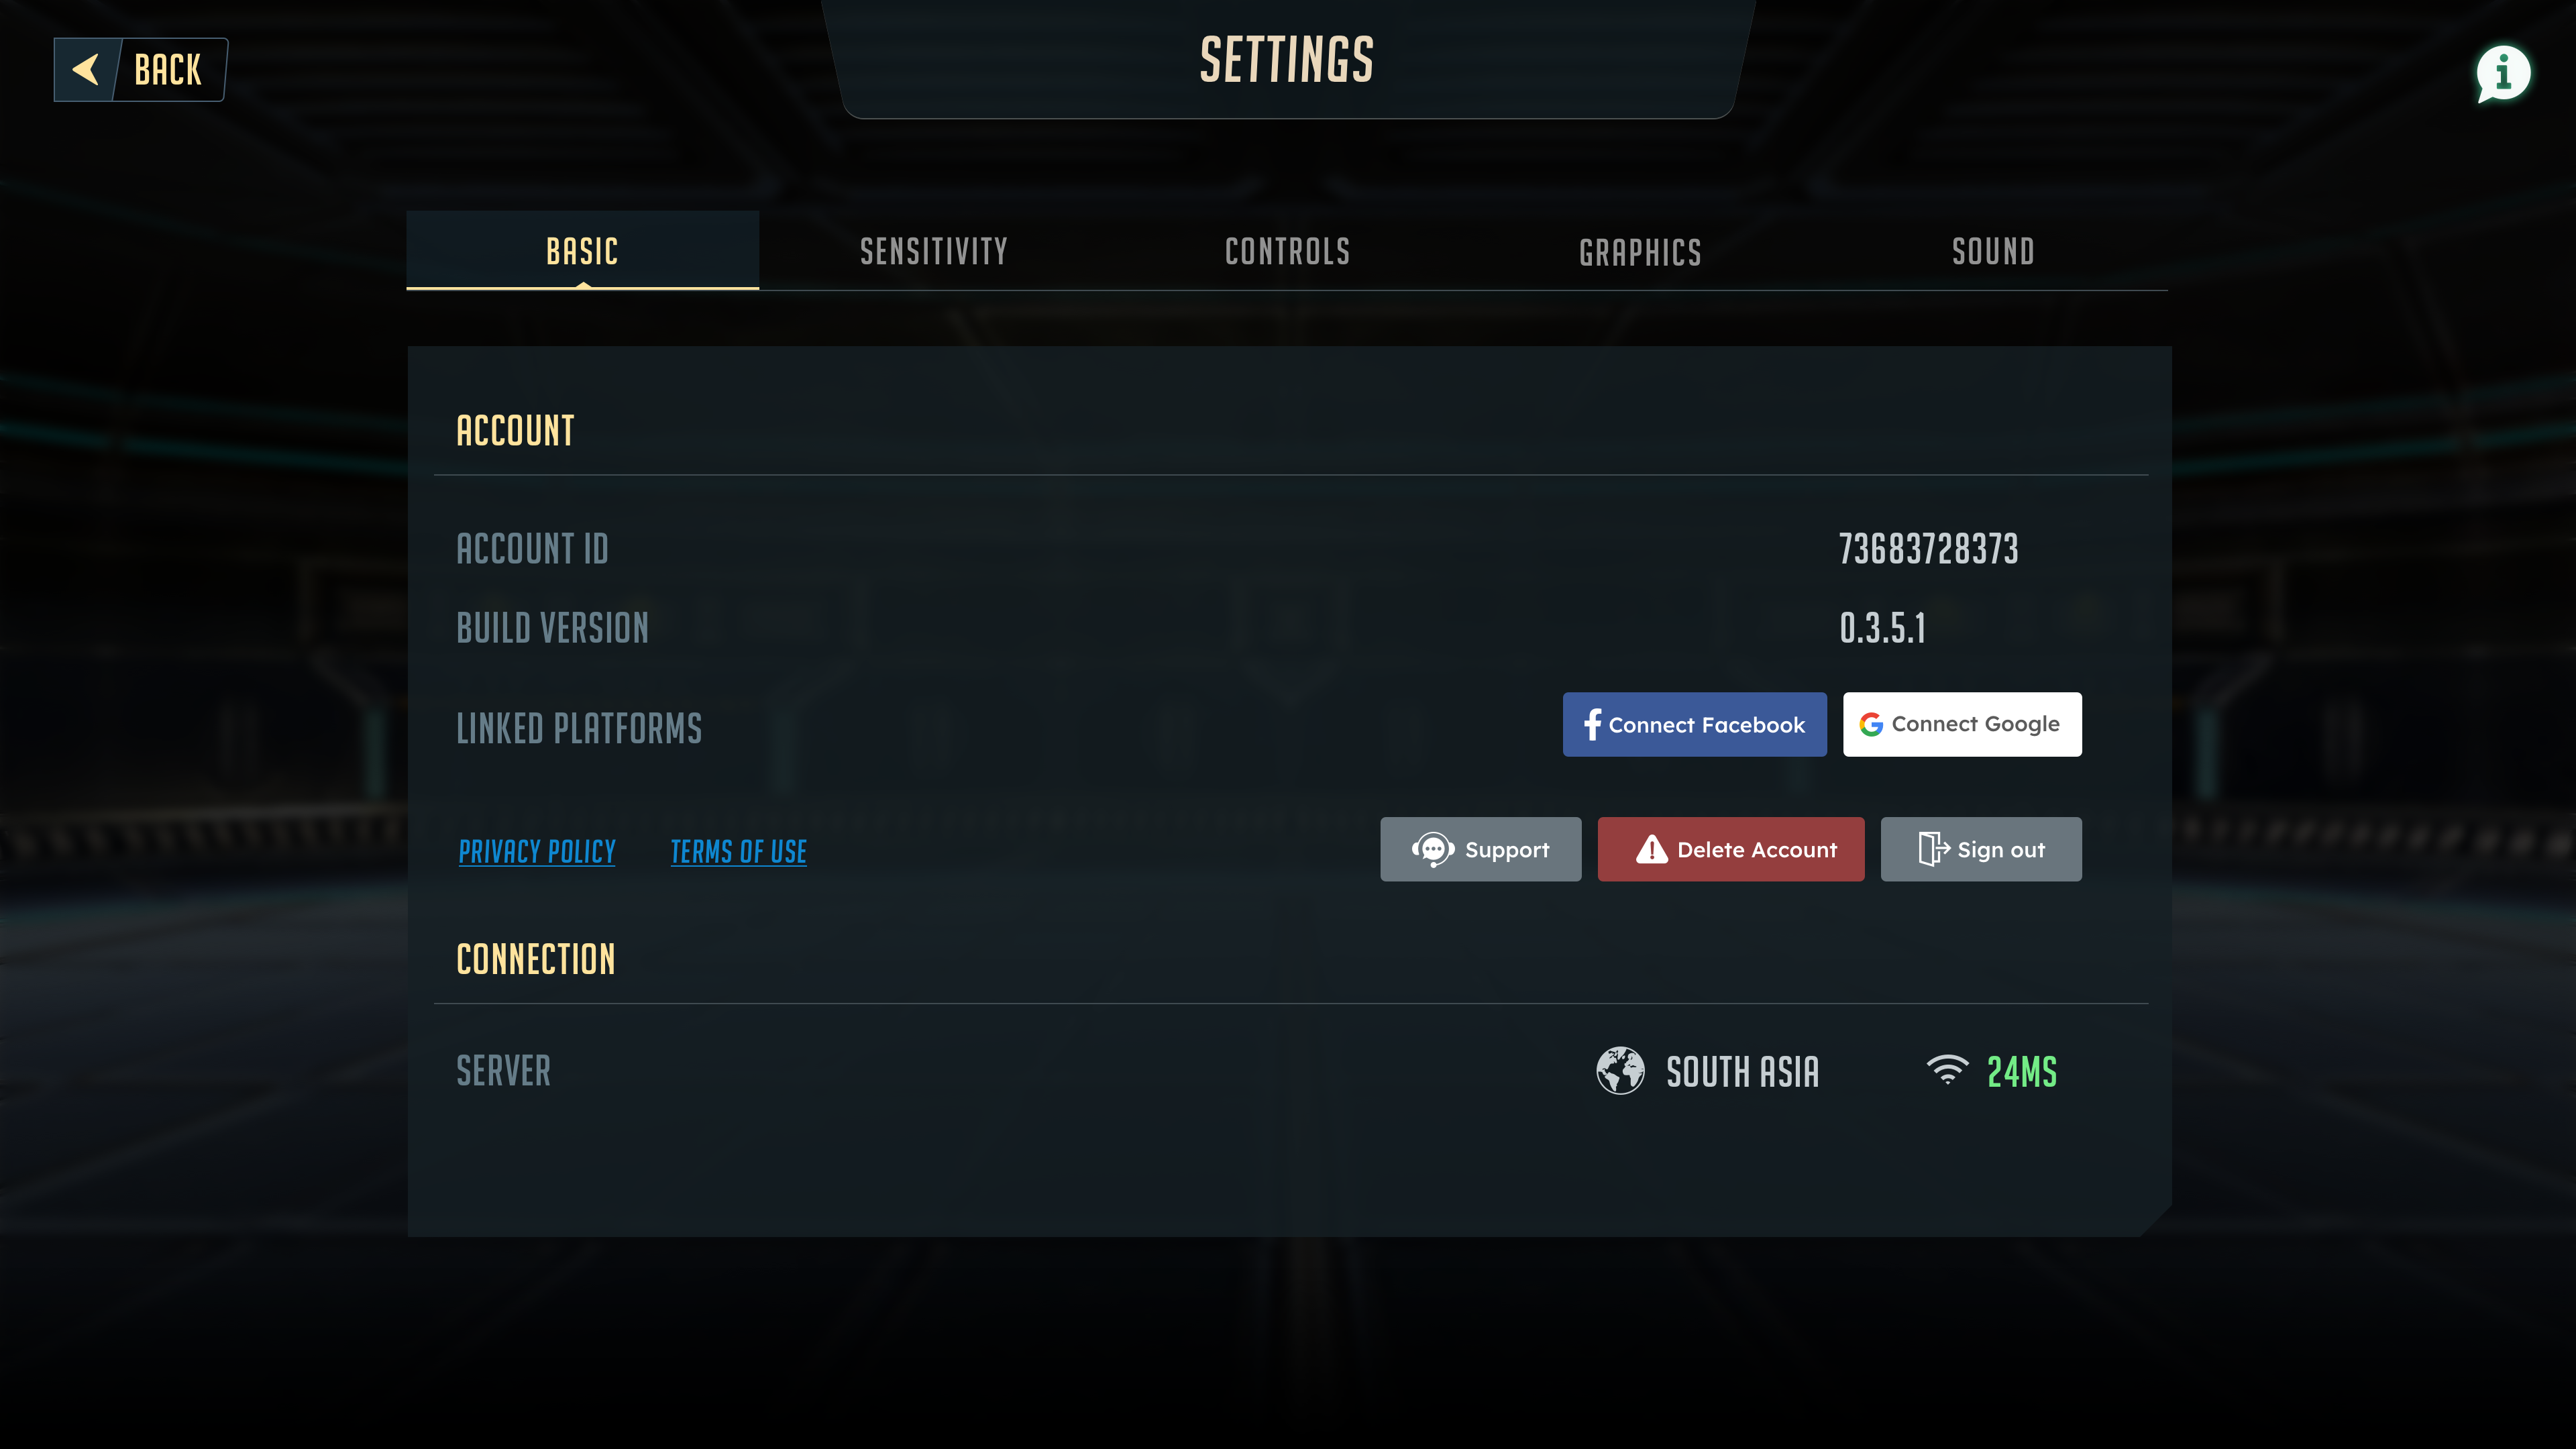 BACK
SETTINGS
BASIC SENSITIVITY CONTROLS GRAPHICS SOUND
ACCOUNT
ACCOUNT ID 73683728373
BUILD VERSION 0.3.5.1
LINKED PLATFORMS Connect Facebook Connect Google
PRIVACY POLICY TERMS OF USE Support Delete Account Sign out
CONNECTION
SERVER SOUTH ASIA 24MS